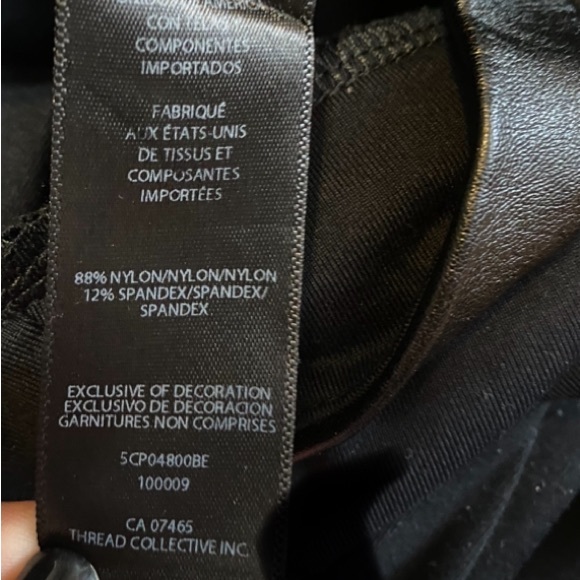 CON TELA Y
COMPONENTES
IMPORTADOS
FABRIQUÉ
AUX ÉTATS-UNIS
DE TISSUS ET
COMPOSANTES
IMPORTÉES
88% NYLON/NYLON/NYLON
12% SPANDEX/SPANDEX/
SPANDEX
EXCLUSIVE OF DECORATION
EXCLUSIVO DE DECORACION
GARNITURES NON COMPRISES
5CP04800BE
100009
CA 07465
THREAD COLLECTIVE INC.